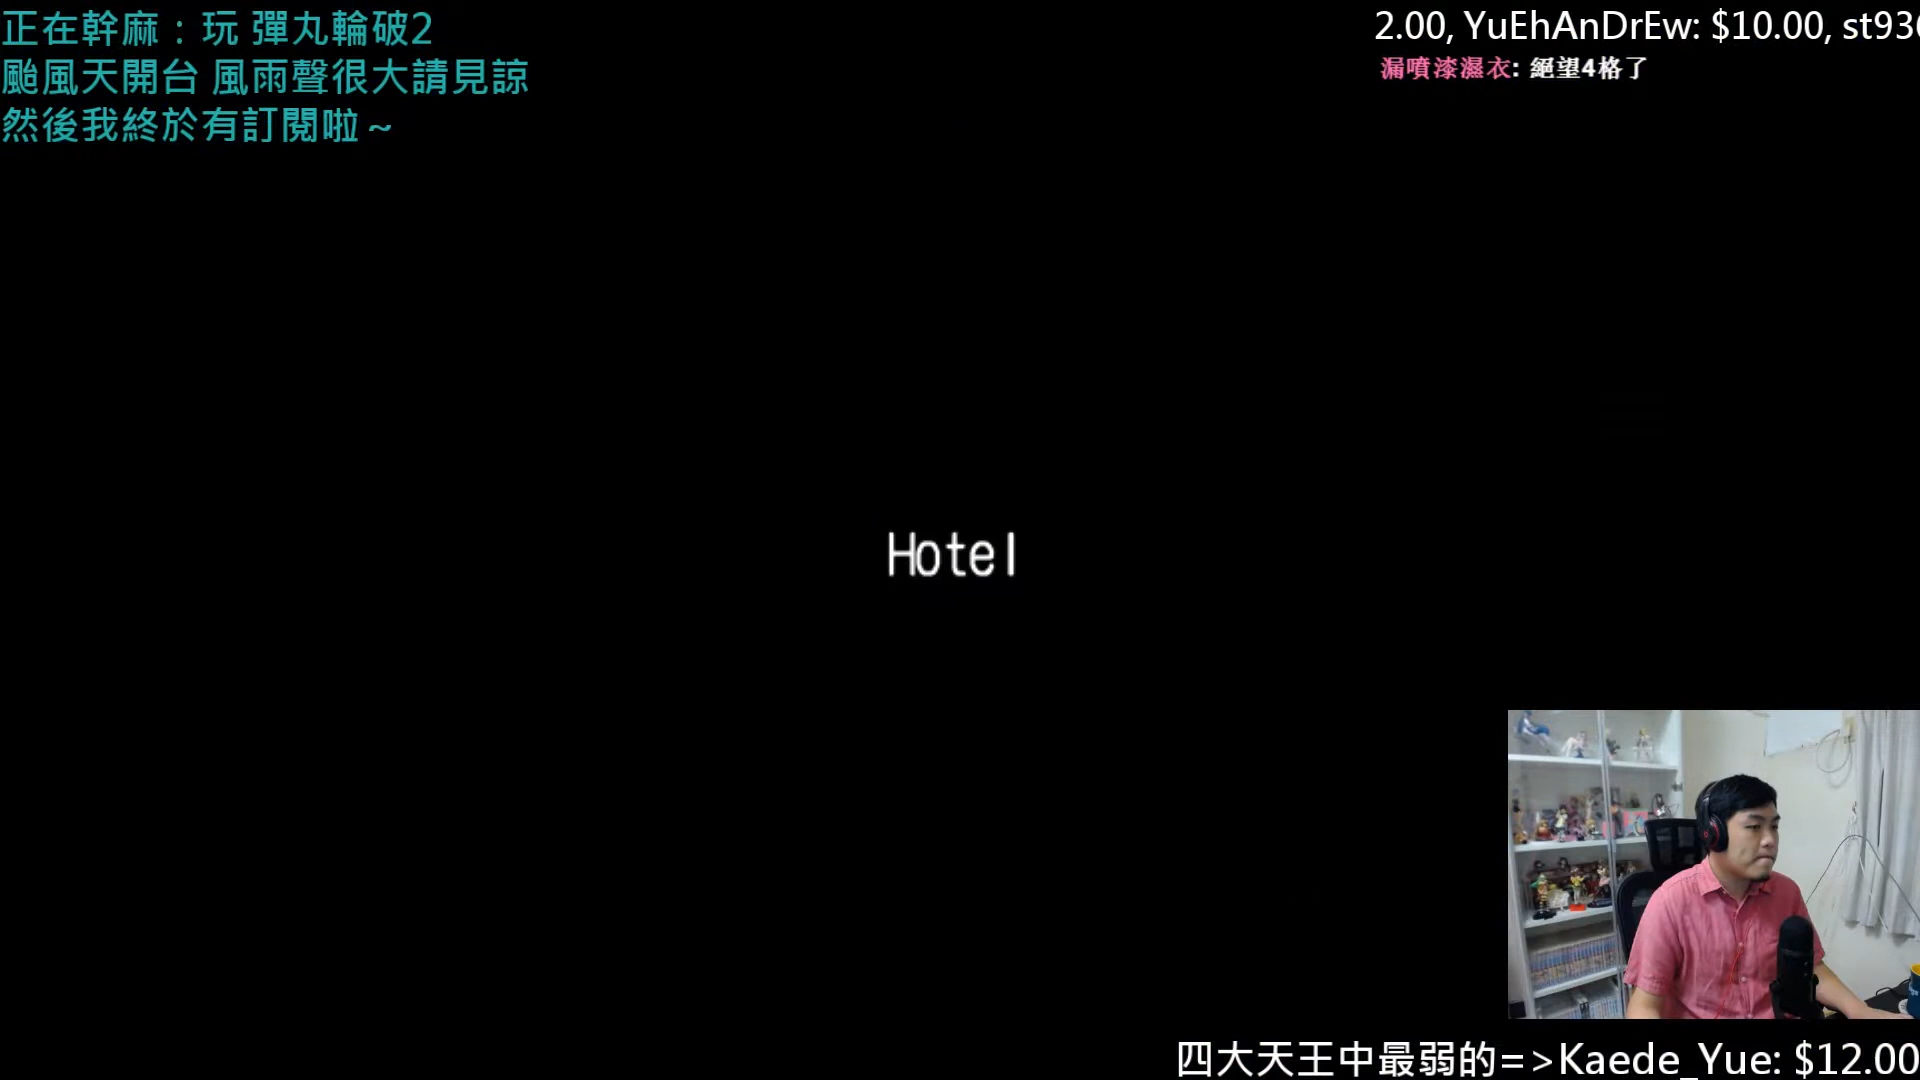 正在幹麻：玩 彈丸輪破2
颱風天開台 風雨聲很大請見諒
然後我終於有訂閱啦～
2.00, YuEhAnDrEw: $10.00, st930
漏噴漆濕衣: 絕望4格了
Hotel
四大天王中最弱的=>Kaede_Yue: $12.00